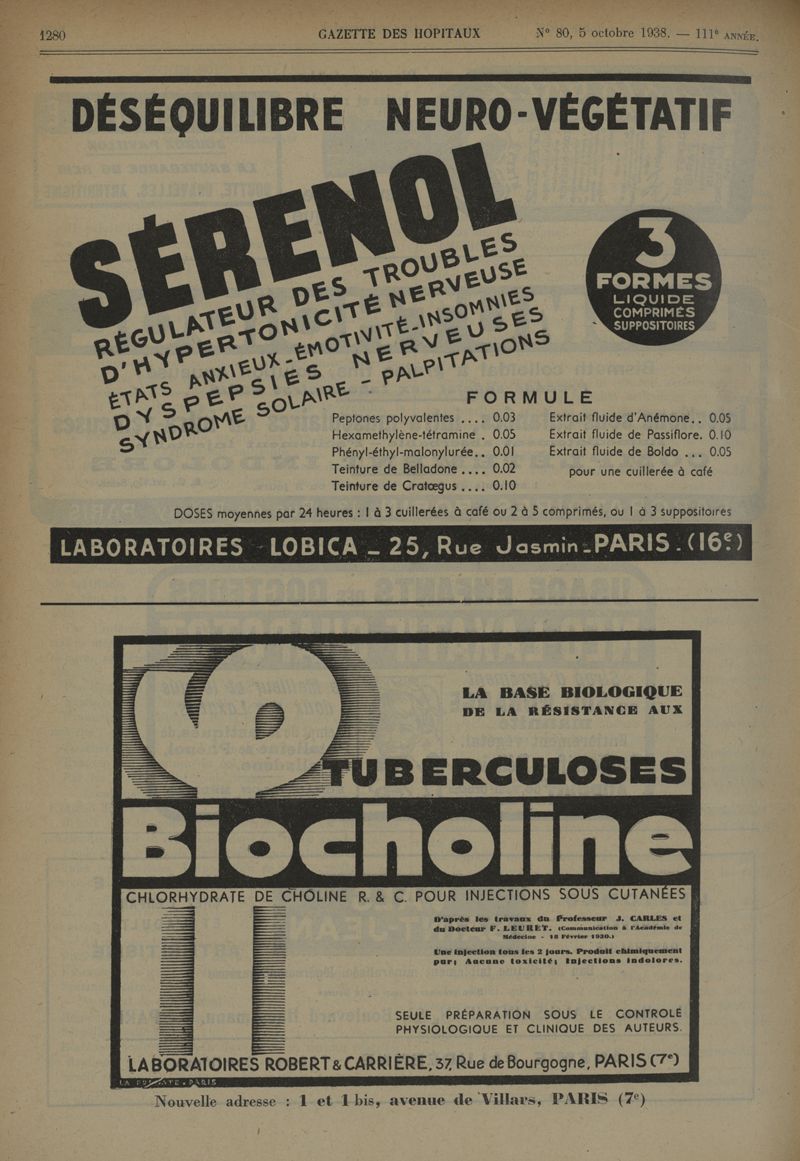 1280
GAZETTE DES HOPITAUX
N° 80, 5 octobre 1938. — 111e ANNÉE.
DÉSÉQUILIBRE NEURO-VÉGÉTATIF
SÉRENOL
RÉGULATEUR DES TROUBLES
D'HYPERTONICITÉ NERVEUSE
ÉTATS ANXIEUX-ÉMOTIVITÉ-INSOMNIES
DYSPEPSIES NERVEUSES
SYNDROME SOLAIRE - PALPITATIONS
3
FORMES
LIQUIDE
COMPRIMÉS
SUPPOSITOIRES
FORMULE
Peptones polyvalentes .... 0.03
Hexamethylène-tétramine . 0.05
Phényl-éthyl-malonylurée.. 0.01
Teinture de Belladone .... 0.02
Teinture de Cratœgus .... 0.10
Extrait fluide d'Anémone.. 0.05
Extrait fluide de Passiflore. 0.10
Extrait fluide de Boldo ... 0.05
pour une cuillerée à café
DOSES moyennes par 24 heures : 1 à 3 cuillerées à café ou 2 à 5 comprimés, ou 1 à 3 suppositoires
LABORATOIRES LOBICA - 25, Rue Jasmin-PARIS.(16e)
LA BASE BIOLOGIQUE
DE LA RÉSISTANCE AUX
TUBERCULOSES
Biocholine
CHLORHYDRATE DE CHOLINE R. & C. POUR INJECTIONS SOUS CUTANÉES
D'après les travaux du Professeur J. CARLES et
du Docteur F. LEURET. (Communication à l'Académie de
Médecine - 18 Février 1930.)
Une injection tous les 2 jours. Produit chimiquement
pur; Aucune toxicité; Injections indolores.
SEULE PRÉPARATION SOUS LE CONTROLE
PHYSIOLOGIQUE ET CLINIQUE DES AUTEURS.
LABORATOIRES ROBERT & CARRIÈRE, 37, Rue de Bourgogne, PARIS (7e)
PARIS
Nouvelle adresse : 1 et 1 bis, avenue de Villars, PARIS (7e)